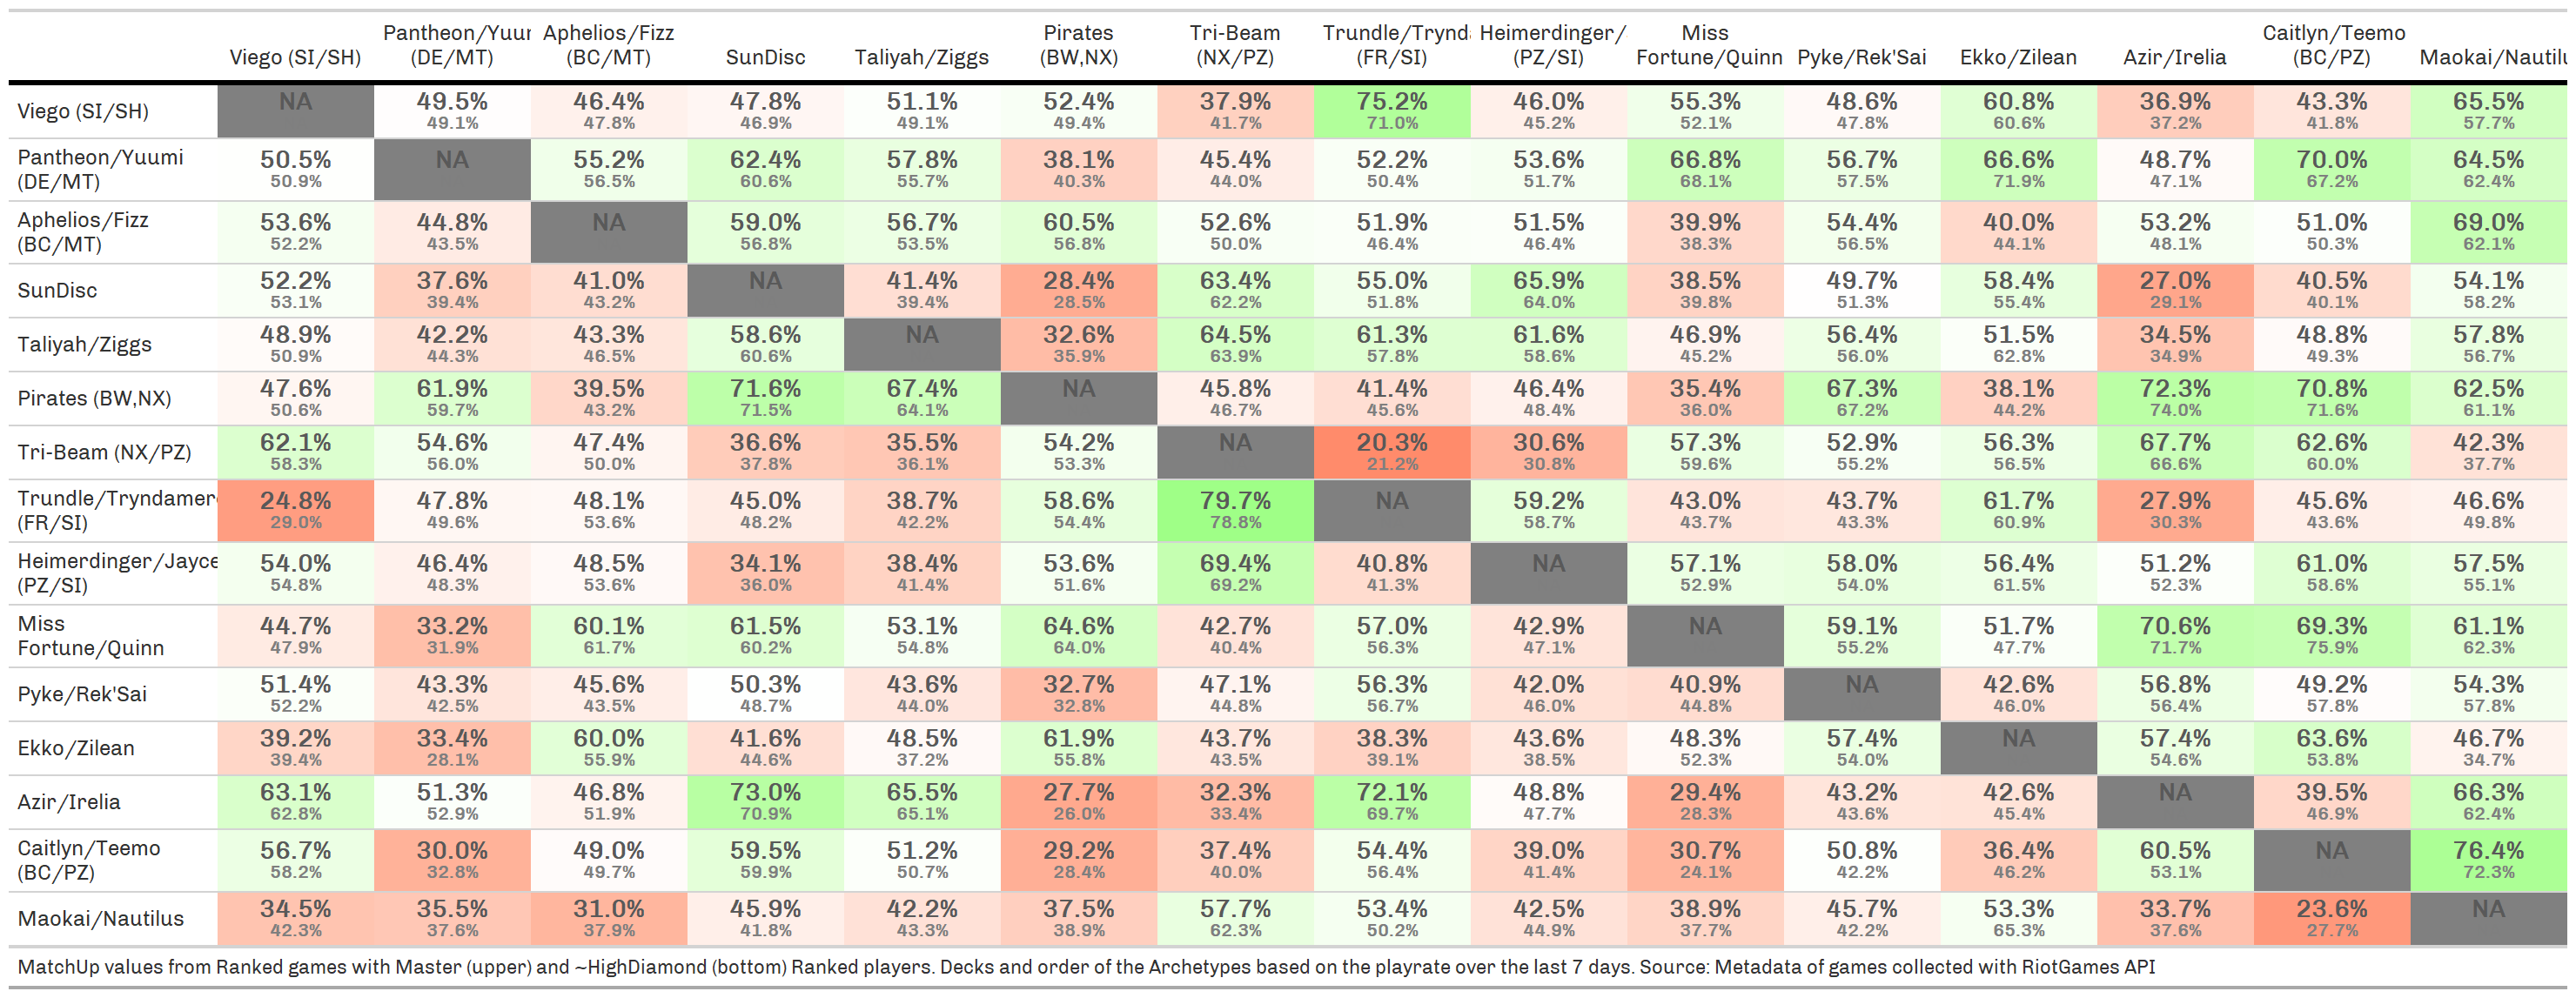 Viego (SI/SH) Pantheon/Yuur (DE/MT) Aphelios/Fizz (BC/MT) SunDisc Taliyah/Ziggs Pirates (BW,NX) Tri-Beam (NX/PZ) Trundle/Trynd (FR/SI) Heimerdinger/ (PZ/SI) Miss Fortune/Quinn Pyke/Rek'Sai Ekko/Zilean Azir/Irelia Caitlyn/Teemo (BC/PZ) Maokai/Nautilu
Viego (SI/SH) NA 49.5% 46.4% 47.8% 51.1% 52.4% 37.9% 75.2% 46.0% 55.3% 48.6% 60.8% 36.9% 43.3% 65.5%
49.1% 47.8% 46.9% 49.1% 49.4% 41.7% 71.0% 45.2% 52.1% 47.8% 60.6% 37.2% 41.8% 57.7%
Pantheon/Yuumi 50.5% NA 55.2% 62.4% 57.8% 38.1% 45.4% 52.2% 53.6% 66.8% 56.7% 66.6% 48.7% 70.0% 64.5%
(DE/MT) 50.9% 56.5% 60.6% 55.7% 40.3% 44.0% 50.4% 51.7% 68.1% 57.5% 71.9% 47.1% 67.2% 62.4%
Aphelios/Fizz 53.6% 44.8% NA 59.0% 56.7% 60.5% 52.6% 51.9% 51.5% 39.9% 54.4% 40.0% 53.2% 51.0% 69.0%
(BC/MT) 52.2% 43.5% 56.8% 53.5% 56.8% 50.0% 46.4% 46.4% 38.3% 56.5% 44.1% 48.1% 50.3% 62.1%
SunDisc 52.2% 37.6% 41.0% NA 41.4% 28.4% 63.4% 55.0% 65.9% 38.5% 49.7% 58.4% 27.0% 40.5% 54.1%
53.1% 39.4% 43.2% 39.4% 28.5% 62.2% 51.8% 64.0% 39.8% 51.3% 55.4% 29.1% 40.1% 58.2%
Taliyah/Ziggs 48.9% 42.2% 43.3% 58.6% NA 32.6% 64.5% 61.3% 61.6% 46.9% 56.4% 51.5% 34.5% 48.8% 57.8%
50.9% 44.3% 46.5% 60.6% 35.9% 63.9% 57.8% 58.6% 45.2% 56.0% 62.8% 34.9% 49.3% 56.7%
Pirates (BW,NX) 47.6% 61.9% 39.5% 71.6% 67.4% NA 45.8% 41.4% 46.4% 35.4% 67.3% 38.1% 72.3% 70.8% 62.5%
50.6% 59.7% 43.2% 71.5% 64.1% 46.7% 45.6% 48.4% 36.0% 67.2% 44.2% 74.0% 71.6% 61.1%
Tri-Beam (NX/PZ) 62.1% 54.6% 47.4% 36.6% 35.5% 54.2% NA 20.3% 30.6% 57.3% 52.9% 56.3% 67.7% 62.6% 42.3%
58.3% 56.0% 50.0% 37.8% 36.1% 53.3% 21.2% 30.8% 59.6% 55.2% 56.5% 66.6% 60.0% 37.7%
Trundle/Tryndamer 24.8% 47.8% 48.1% 45.0% 38.7% 58.6% 79.7% NA 59.2% 43.0% 43.7% 61.7% 27.9% 45.6% 46.6%
(FR/SI) 29.0% 49.6% 53.6% 48.2% 42.2% 54.4% 78.8% 58.7% 43.7% 43.3% 60.9% 30.3% 43.6% 49.8%
Heimerdinger/Jayce 54.0% 46.4% 48.5% 34.1% 38.4% 53.6% 69.4% 40.8% NA 57.1% 58.0% 56.4% 51.2% 61.0% 57.5%
(PZ/SI) 54.8% 48.3% 53.6% 36.0% 41.4% 51.6% 69.2% 41.3% 52.9% 54.0% 61.5% 52.3% 58.6% 55.1%
Miss 44.7% 33.2% 60.1% 61.5% 53.1% 64.6% 42.7% 57.0% 42.9% NA 59.1% 51.7% 70.6% 69.3% 61.1%
Fortune/Quinn 47.9% 31.9% 61.7% 60.2% 54.8% 64.0% 40.4% 56.3% 47.1% 55.2% 47.7% 71.7% 75.9% 62.3%
Pyke/Rek'Sai 51.4% 43.3% 45.6% 50.3% 43.6% 32.7% 47.1% 56.3% 42.0% 40.9% NA 42.6% 56.8% 49.2% 54.3%
52.2% 42.5% 43.5% 48.7% 44.0% 32.8% 44.8% 56.7% 46.0% 44.8% 46.0% 56.4% 57.8% 57.8%
Ekko/Zilean 39.2% 33.4% 60.0% 41.6% 48.5% 61.9% 43.7% 38.3% 43.6% 48.3% 57.4% NA 57.4% 63.6% 46.7%
39.4% 28.1% 55.9% 44.6% 37.2% 55.8% 43.5% 39.1% 38.5% 52.3% 54.0% 54.6% 53.8% 34.7%
Azir/Irelia 63.1% 51.3% 46.8% 73.0% 65.5% 27.7% 32.3% 72.1% 48.8% 29.4% 43.2% 42.6% NA 39.5% 66.3%
62.8% 52.9% 51.9% 70.9% 65.1% 26.0% 33.4% 69.7% 47.7% 28.3% 43.6% 45.4% 46.9% 62.4%
Caitlyn/Teemo 56.7% 30.0% 49.0% 59.5% 51.2% 29.2% 37.4% 54.4% 39.0% 30.7% 50.8% 36.4% 60.5% NA 76.4%
(BC/PZ) 58.2% 32.8% 49.7% 59.9% 50.7% 28.4% 40.0% 56.4% 41.4% 24.1% 42.2% 46.2% 53.1% 72.3%
Maokai/Nautilus 34.5% 35.5% 31.0% 45.9% 42.2% 37.5% 57.7% 53.4% 42.5% 38.9% 45.7% 53.3% 33.7% 23.6% NA
42.3% 37.6% 37.9% 41.8% 43.3% 38.9% 62.3% 50.2% 44.9% 37.7% 42.2% 65.3% 37.6% 27.7%
MatchUp values from Ranked games with Master (upper) and ~HighDiamond (bottom) Ranked players. Decks and order of the Archetypes based on the playrate over the last 7 days. Source: Metadata of games collected with RiotGames API